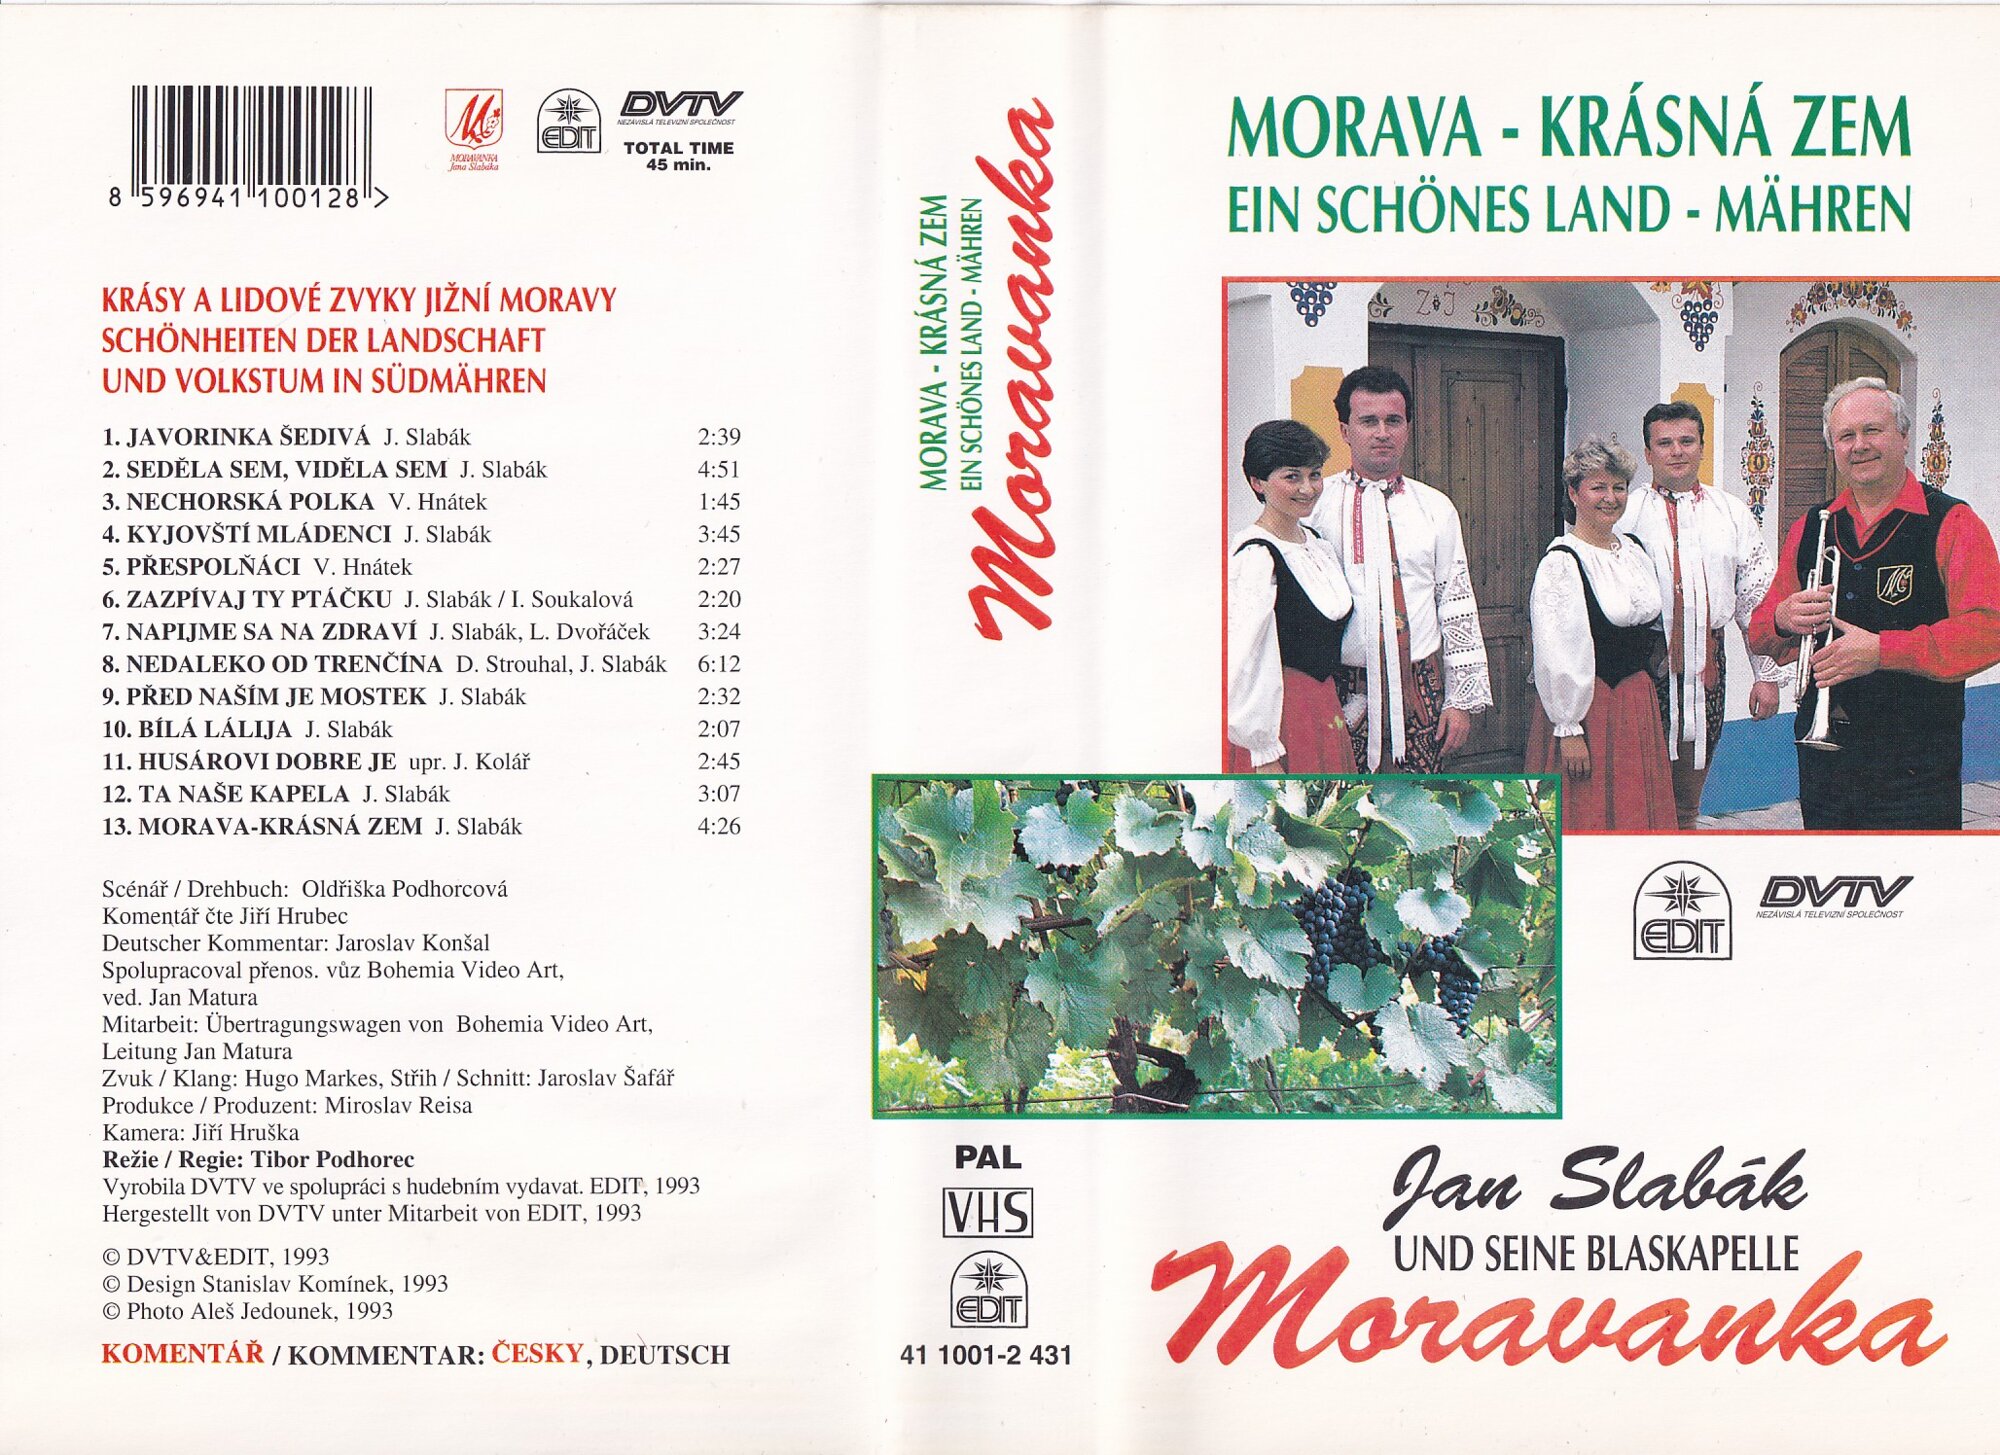 8 596941 100128 >
MORAVANKA
Jana Slabáka
EDIT
DVTV
NEZÁVISLÁ TELEVIZNÍ SPOLEČNOST
TOTAL TIME
45 min.
KRÁSY A LIDOVÉ ZVYKY JIŽNÍ MORAVY
SCHÖNHEITEN DER LANDSCHAFT
UND VOLKSTUM IN SÜDMÄHREN
1. JAVORINKA ŠEDIVÁ J. Slabák 2:39
2. SEDĚLA SEM, VIDĚLA SEM J. Slabák 4:51
3. NECHORSKÁ POLKA V. Hnátek 1:45
4. KYJOVŠTÍ MLÁDENCI J. Slabák 3:45
5. PŘESPOLŇÁCI V. Hnátek 2:27
6. ZAZPÍVAJ TY PTÁČKU J. Slabák / I. Soukalová 2:20
7. NAPIJME SA NA ZDRAVÍ J. Slabák, L. Dvořáček 3:24
8. NEDALEKO OD TRENČÍNA D. Strouhal, J. Slabák 6:12
9. PŘED NAŠÍM JE MOSTEK J. Slabák 2:32
10. BÍLÁ LÁLIJA J. Slabák 2:07
11. HUSÁROVI DOBRE JE upr. J. Kolář 2:45
12. TA NAŠE KAPELA J. Slabák 3:07
13. MORAVA-KRÁSNÁ ZEM J. Slabák 4:26
Scénář / Drehbuch: Oldřiška Podhorcová
Komentář čte Jiří Hrubec
Deutscher Kommentar: Jaroslav Konšal
Spolupracoval přenos. vůz Bohemia Video Art,
ved. Jan Matura
Mitarbeit: Übertragungswagen von Bohemia Video Art,
Leitung Jan Matura
Zvuk / Klang: Hugo Markes, Střih / Schnitt: Jaroslav Šafář
Produkce / Produzent: Miroslav Reisa
Kamera: Jiří Hruška
Režie / Regie: Tibor Podhorec
Vyrobila DVTV ve spolupráci s hudebním vydavat. EDIT, 1993
Hergestellt von DVTV unter Mitarbeit von EDIT, 1993
© DVTV&EDIT, 1993
© Design Stanislav Komínek, 1993
© Photo Aleš Jedounek, 1993
KOMENTÁŘ / KOMMENTAR: ČESKY, DEUTSCH
MORAVA - KRÁSNÁ ZEM
EIN SCHÖNES LAND - MÄHREN
Moravanka
PAL
VHS
EDIT
41 1001-2 431
MORAVA - KRÁSNÁ ZEM
EIN SCHÖNES LAND - MÄHREN
Z J
EDIT
DVTV
NEZÁVISLÁ TELEVIZNÍ SPOLEČNOST
Jan Slabák
UND SEINE BLASKAPELLE
Moravanka